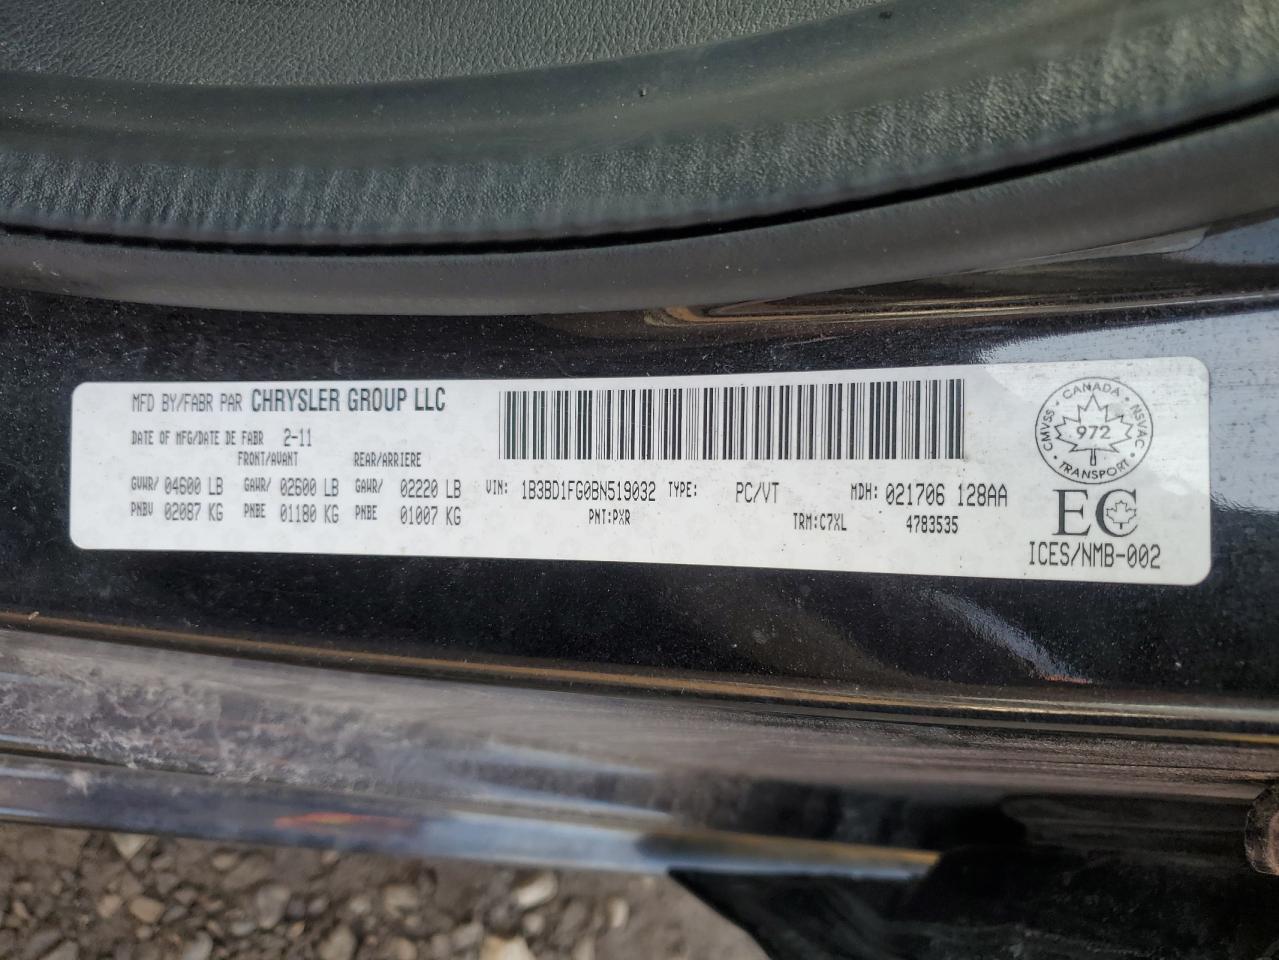 MFD BY/FABR PAR CHRYSLER GROUP LLC
DATE OF MFG/DATE DE FABR 2-11
FRONT/AVANT REAR/ARRIERE
GVWR/ 04600 LB GAWR/ 02600 LB GAWR/ 02220 LB
PNBV 02087 KG PNBE 01180 KG PNBE 01007 KG
VIN: 1B3BD1FG0BN519032 TYPE: PC/VT MDH: 021706 128AA
PNT:PXR TRM:C7XL 4783535
CANADA
CMVSS NSVAC
972
TRANSPORT
EC
ICES/NMB-002